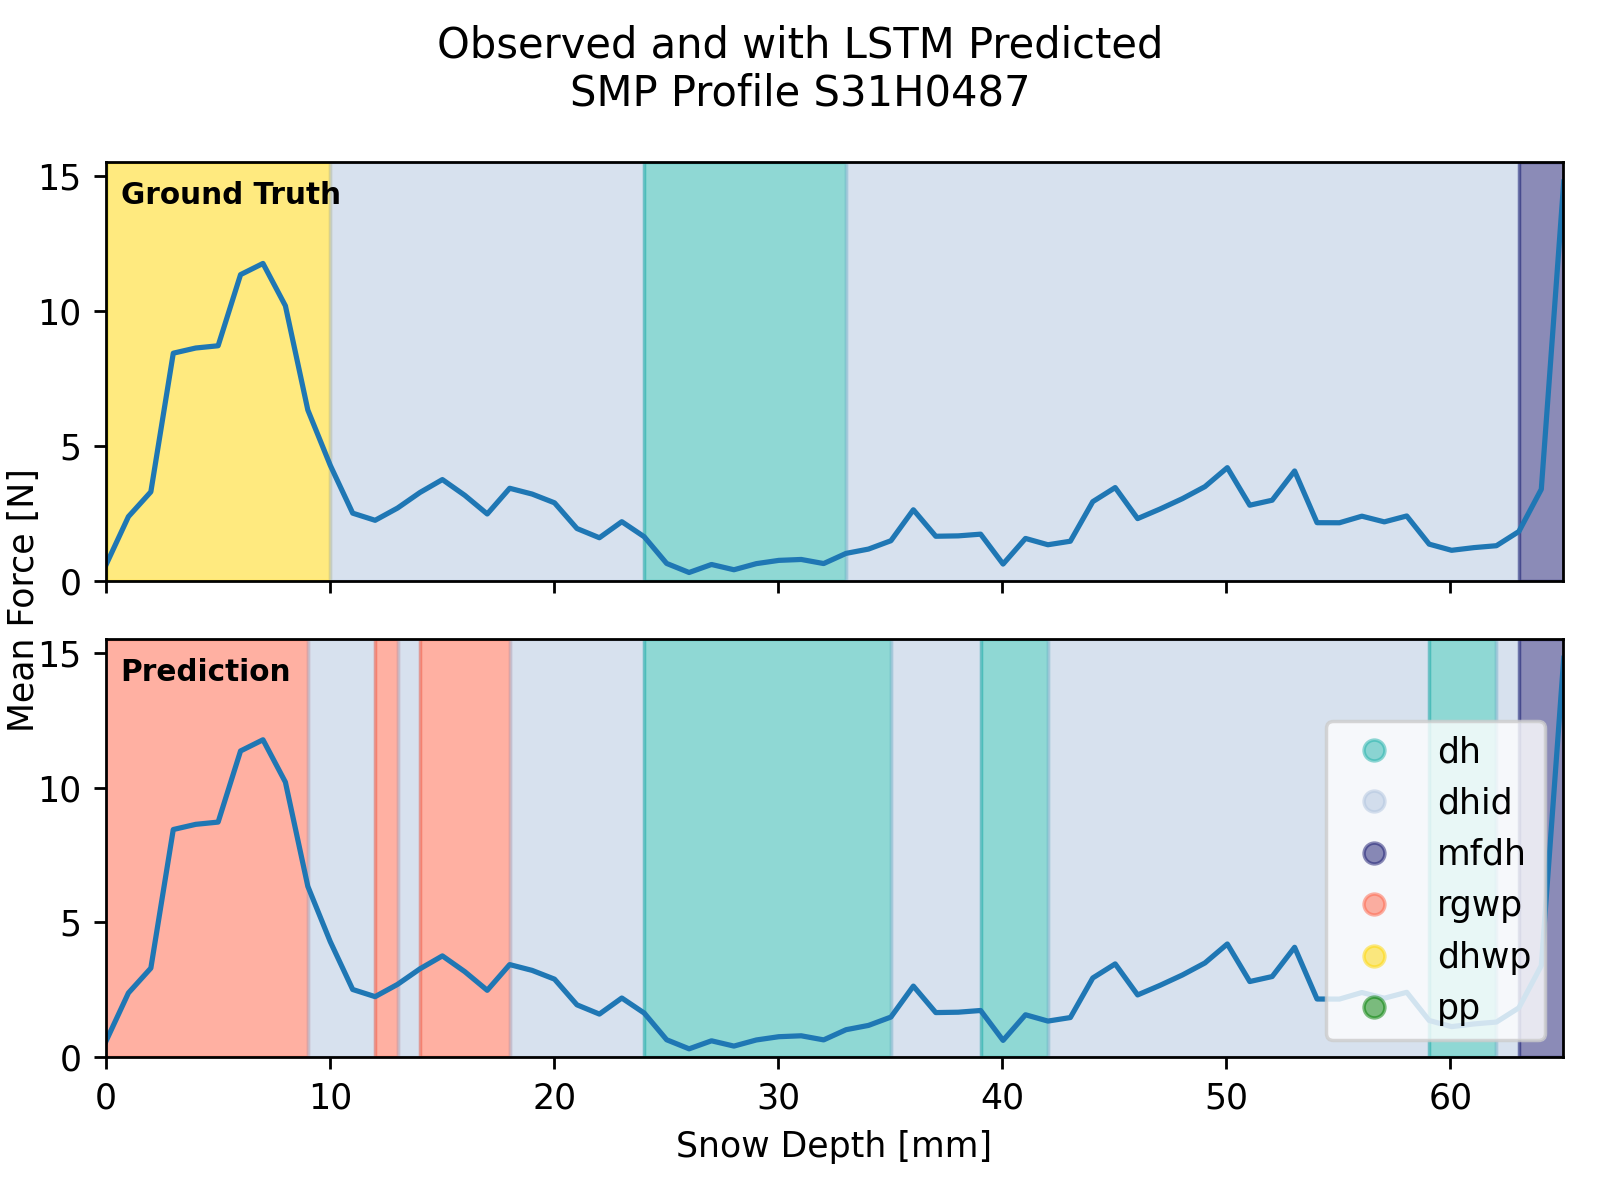 Observed and with LSTM Predicted
SMP Profile S31H0487
Mean Force [N]
15
10
5
0
Ground Truth
15
10
5
0
Prediction
dh
dhid
mfdh
rgwp
dhwp
pp
0 10 20 30 40 50 60
Snow Depth [mm]